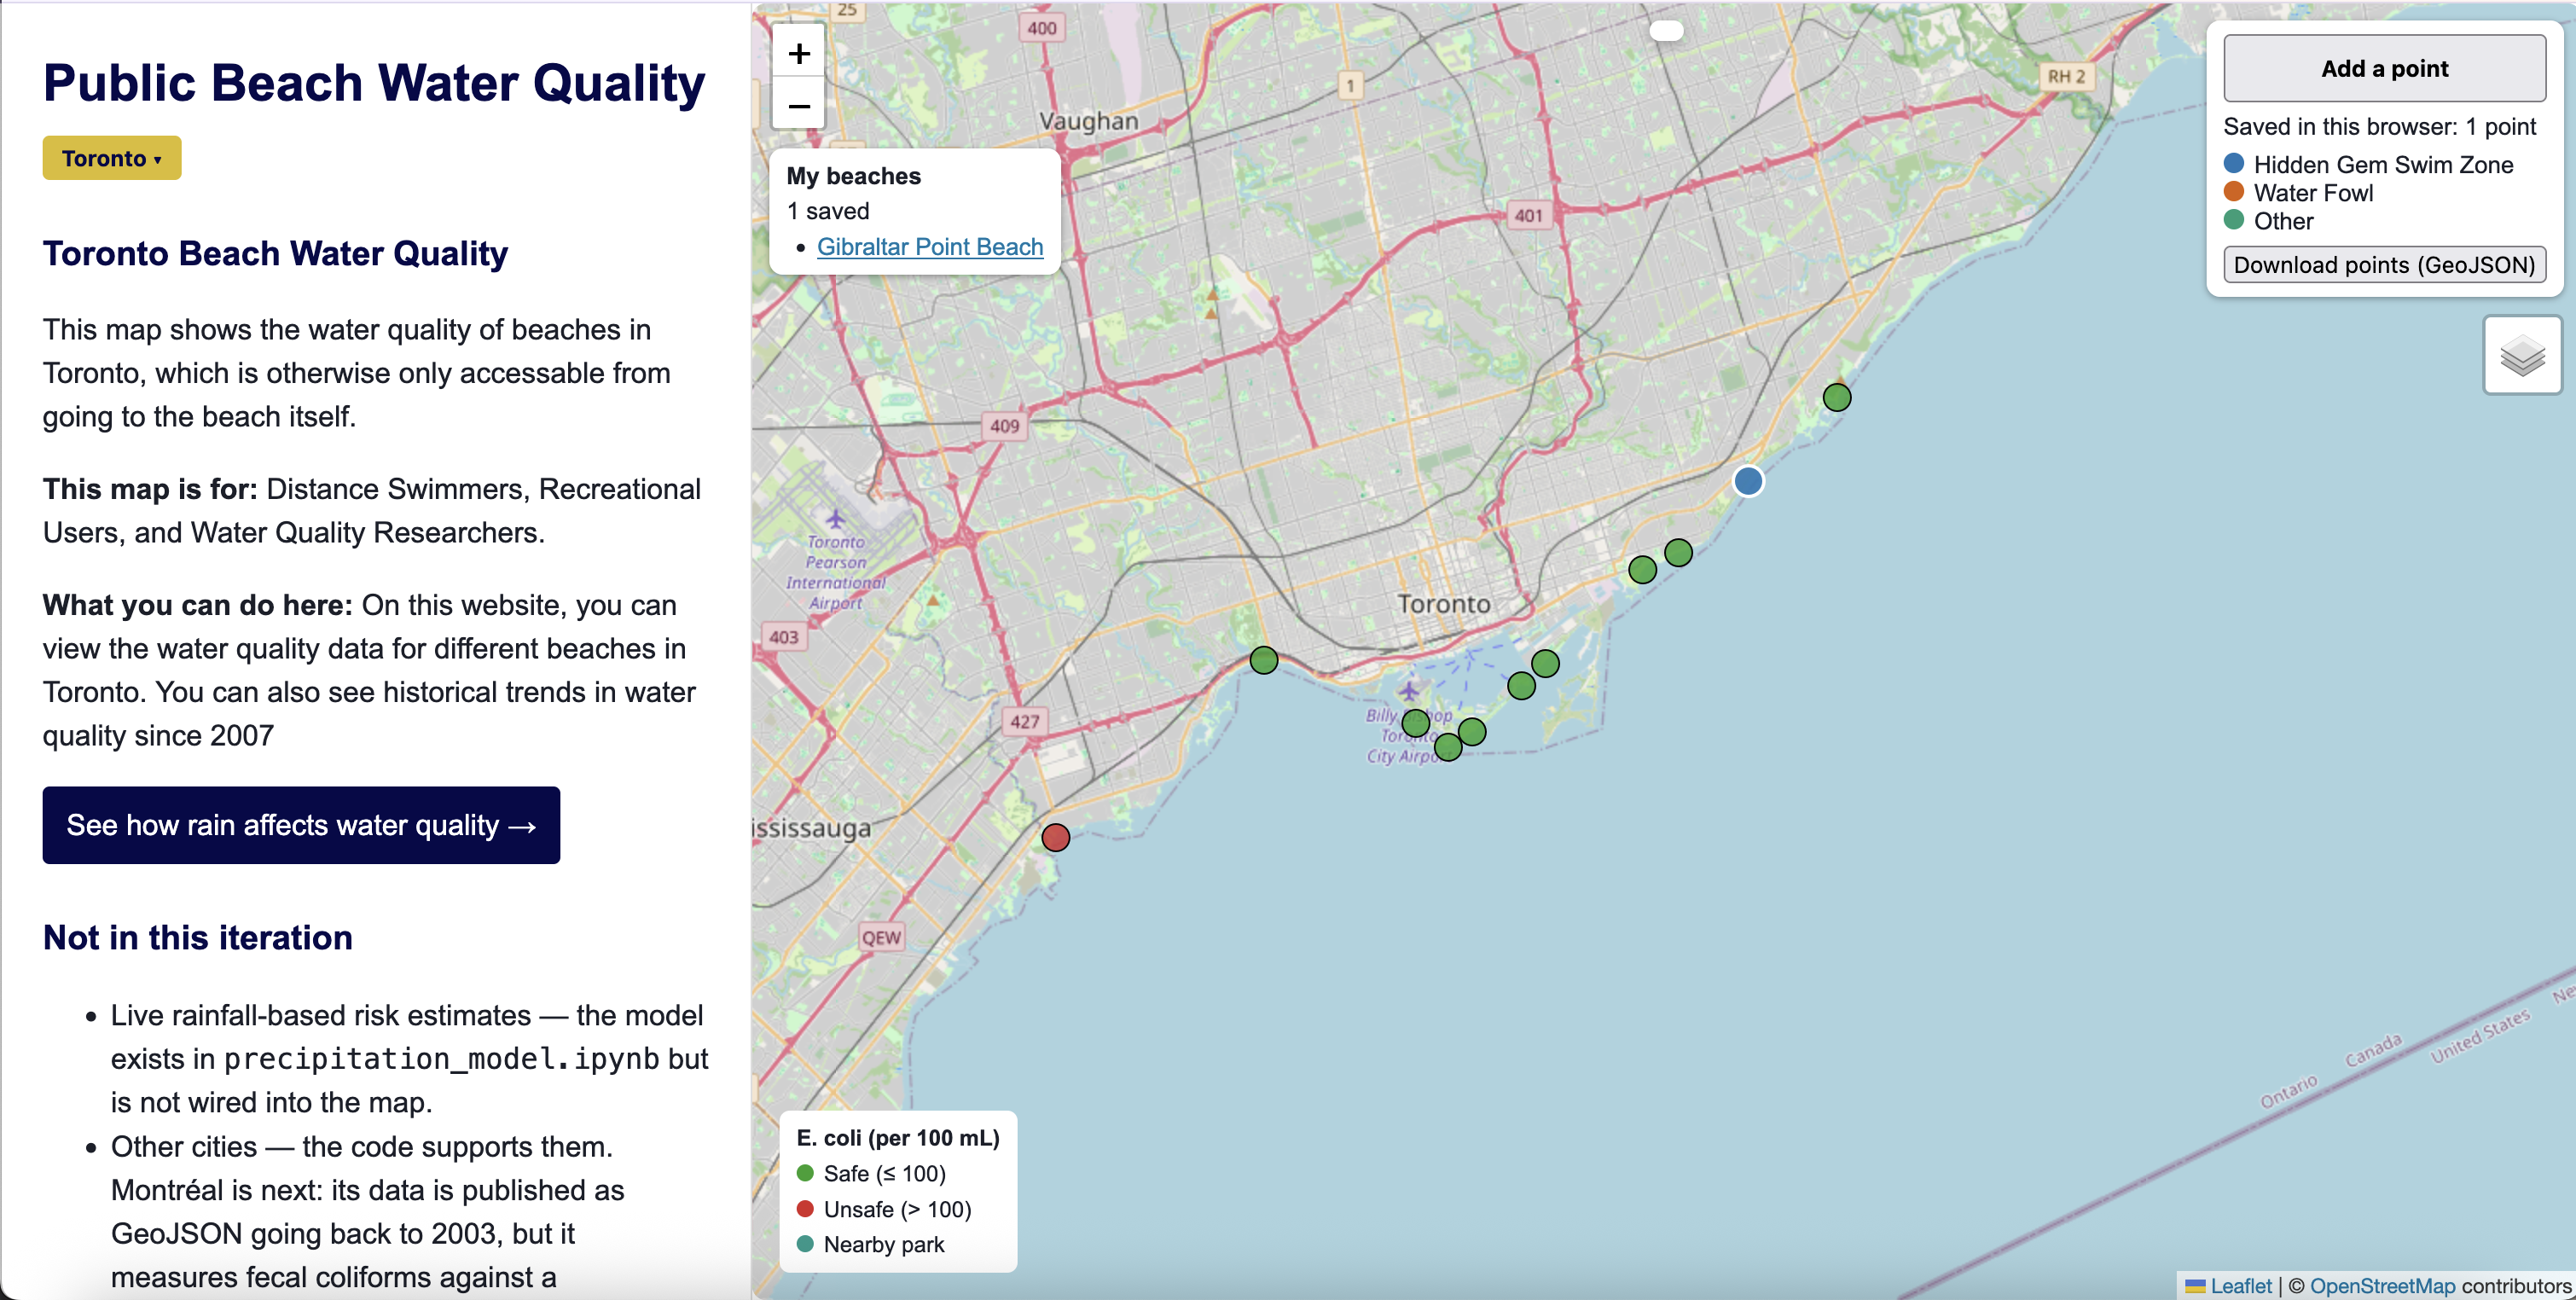 Public Beach Water Quality
Toronto ▾
Toronto Beach Water Quality
This map shows the water quality of beaches in
Toronto, which is otherwise only accessable from
going to the beach itself.
This map is for: Distance Swimmers, Recreational
Users, and Water Quality Researchers.
What you can do here: On this website, you can
view the water quality data for different beaches in
Toronto. You can also see historical trends in water
quality since 2007
See how rain affects water quality →
Not in this iteration
• Live rainfall-based risk estimates — the model
exists in precipitation_model.ipynb but
is not wired into the map.
• Other cities — the code supports them.
Montréal is next: its data is published as
GeoJSON going back to 2003, but it
measures fecal coliforms against a
+
−
My beaches
1 saved
• Gibraltar Point Beach
25
400
1
RH 2
Vaughan
401
409
Toronto
Pearson
International
Airport
403
Toronto
427
Billy Bishop
Toronto
City Airport
ississauga
QEW
Ontario
Canada
United States
New
E. coli (per 100 mL)
Safe (≤ 100)
Unsafe (> 100)
Nearby park
Add a point
Saved in this browser: 1 point
Hidden Gem Swim Zone
Water Fowl
Other
Download points (GeoJSON)
Leaflet | © OpenStreetMap contributors